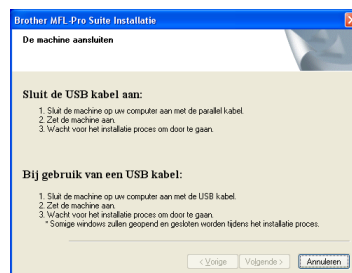 Brother MFL-Pro Suite Installatie
De machine aansluiten
Sluit de USB kabel aan:
1. Sluit de machine op uw computer aan met de parallel kabel.
2. Zet de machine aan.
3. Wacht voor het installatie proces om door te gaan.
Bij gebruik van een USB kabel:
1. Sluit de machine op uw computer aan met de USB kabel.
2. Zet de machine aan.
3. Wacht voor het installatie proces om door te gaan.
* Somige windows zullen geopend en gesloten worden tijdens het installatie proces.
< Vorige Volgende > Annuleren